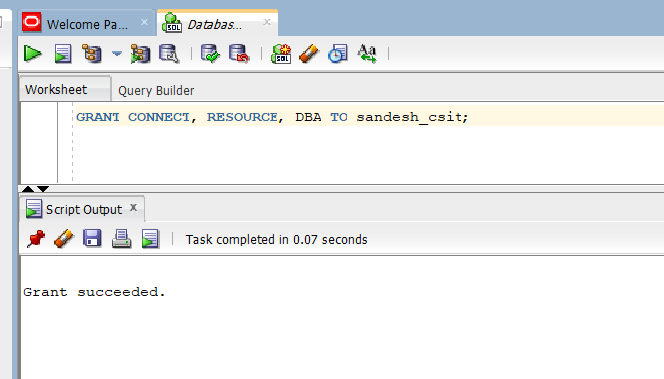 Welcome Pa...
Databas...
Worksheet
Query Builder
GRANT CONNECT, RESOURCE, DBA TO sandesh_csit;
Script Output
Task completed in 0.07 seconds
Grant succeeded.